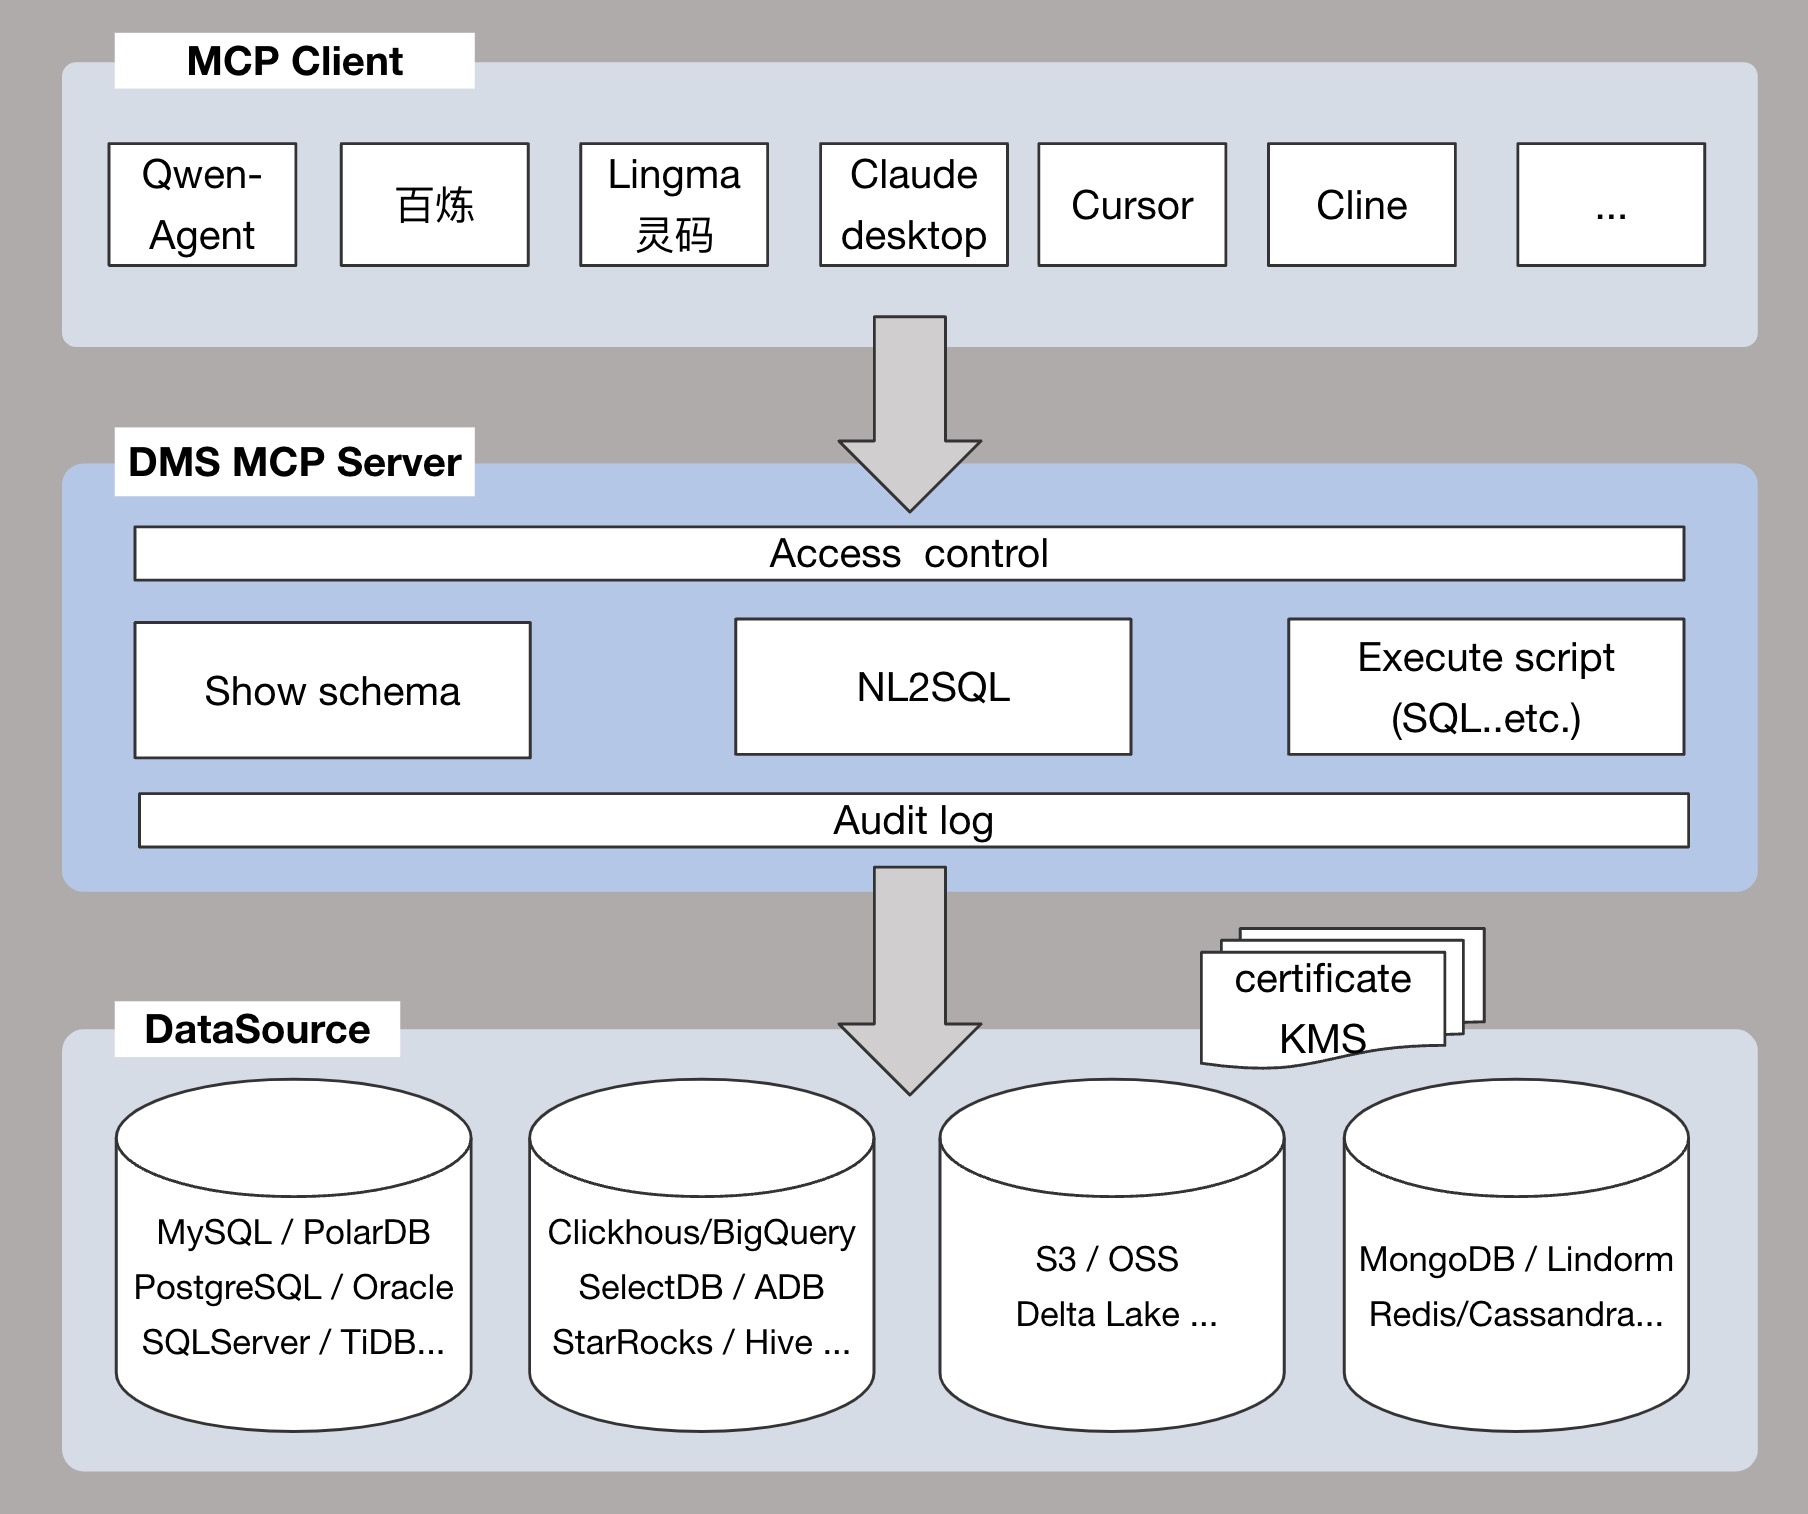 MCP Client
Qwen-
Agent
百炼
Lingma
灵码
Claude
desktop
Cursor
Cline
...
DMS MCP Server
Access control
Show schema
NL2SQL
Execute script
(SQL..etc.)
Audit log
certificate
KMS
DataSource
MySQL / PolarDB
PostgreSQL / Oracle
SQLServer / TiDB...
Clickhous/BigQuery
SelectDB / ADB
StarRocks / Hive ...
S3 / OSS
Delta Lake ...
MongoDB / Lindorm
Redis/Cassandra...